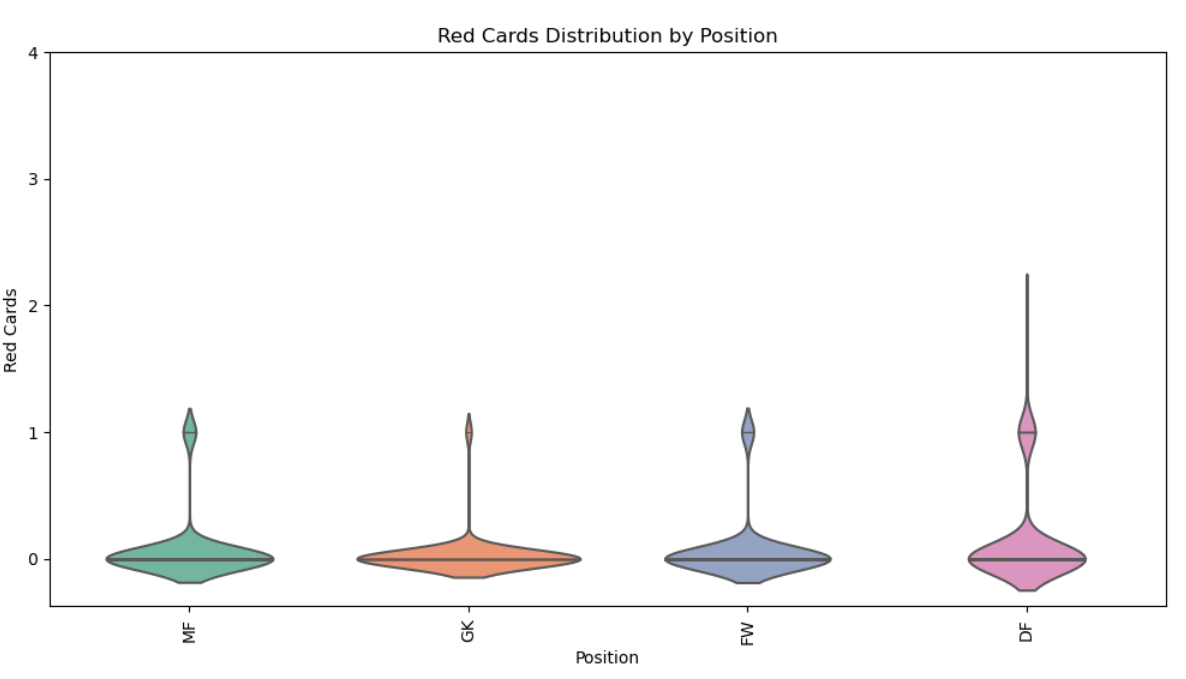 Red Cards Distribution by Position
Red Cards
4
3
2
1
0
MF
GK
FW
DF
Position